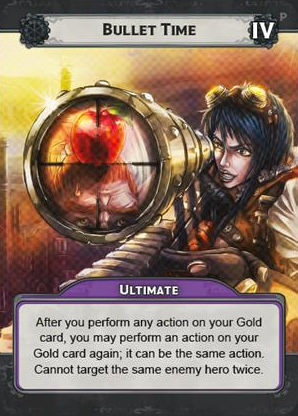 P
BULLET TIME
IV
ULTIMATE
After you perform any action on your Gold
card, you may perform an action on your
Gold card again; it can be the same action.
Cannot target the same enemy hero twice.